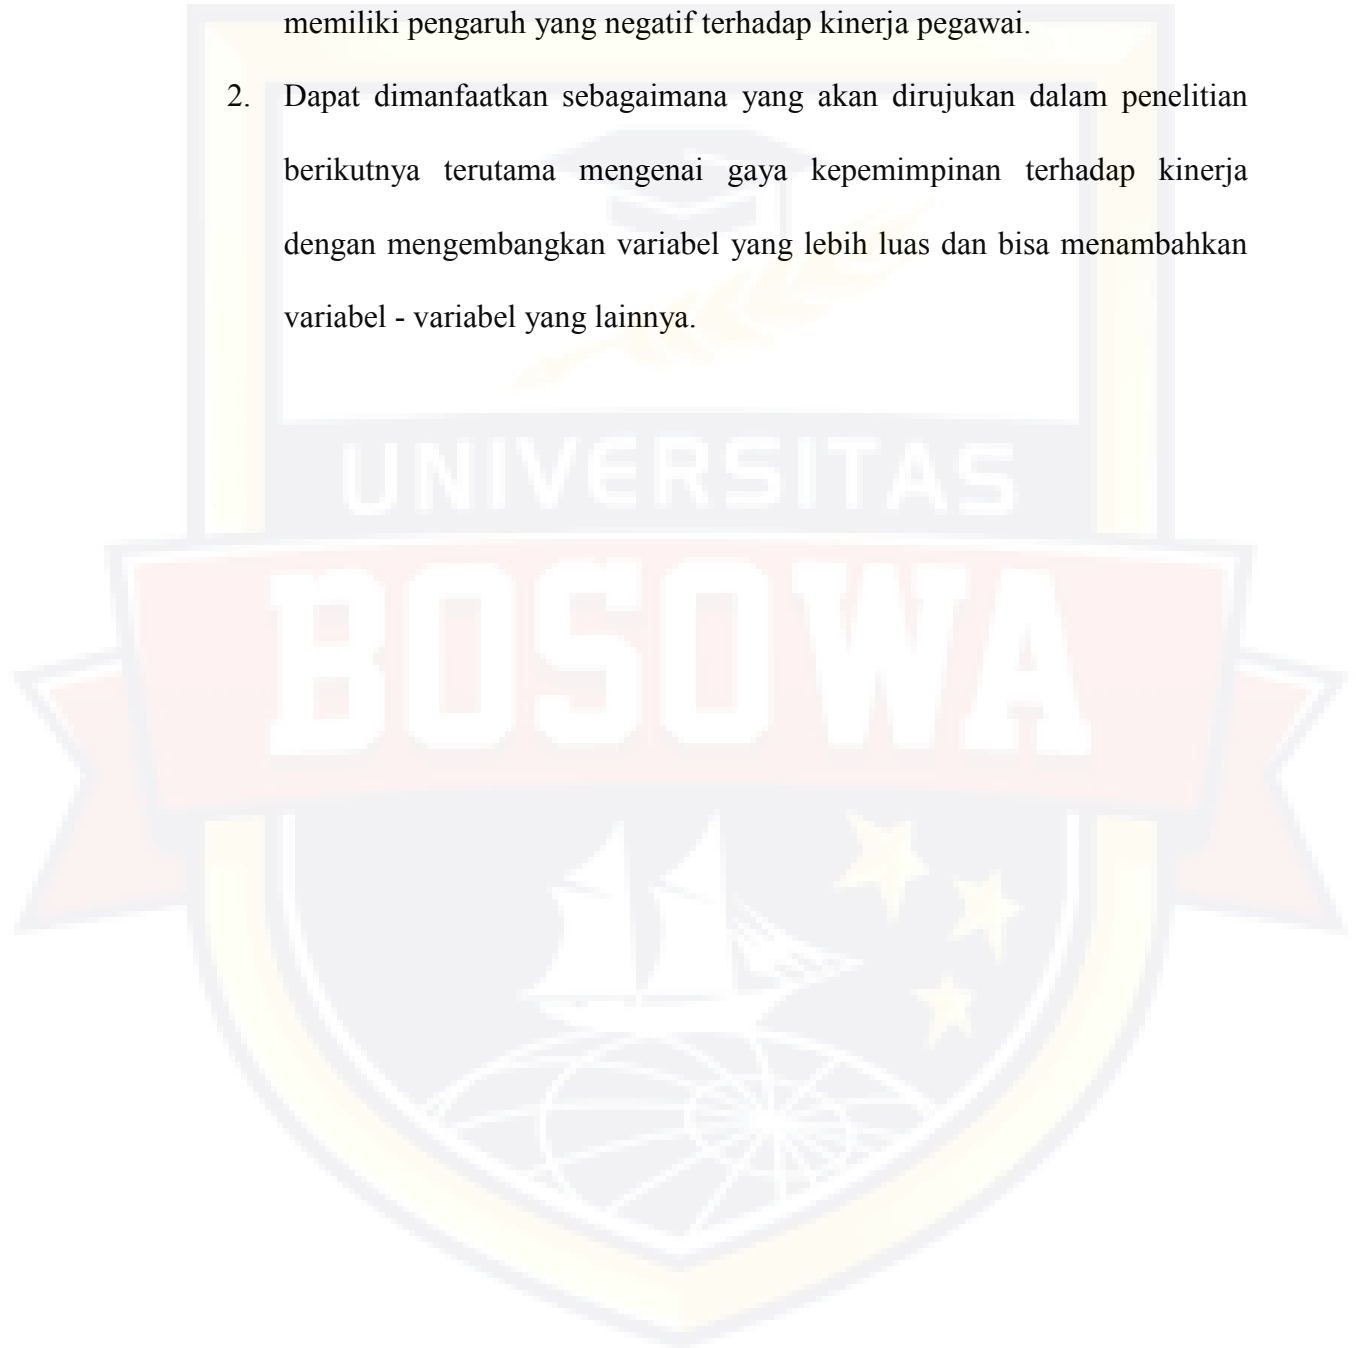 memiliki pengaruh yang negatif terhadap kinerja pegawai.
2. Dapat dimanfaatkan sebagaimana yang akan dirujukan dalam penelitian
berikutnya terutama mengenai gaya kepemimpinan terhadap kinerja
dengan mengembangkan variabel yang lebih luas dan bisa menambahkan
variabel - variabel yang lainnya.
UNIVERSITAS
BOSOWA